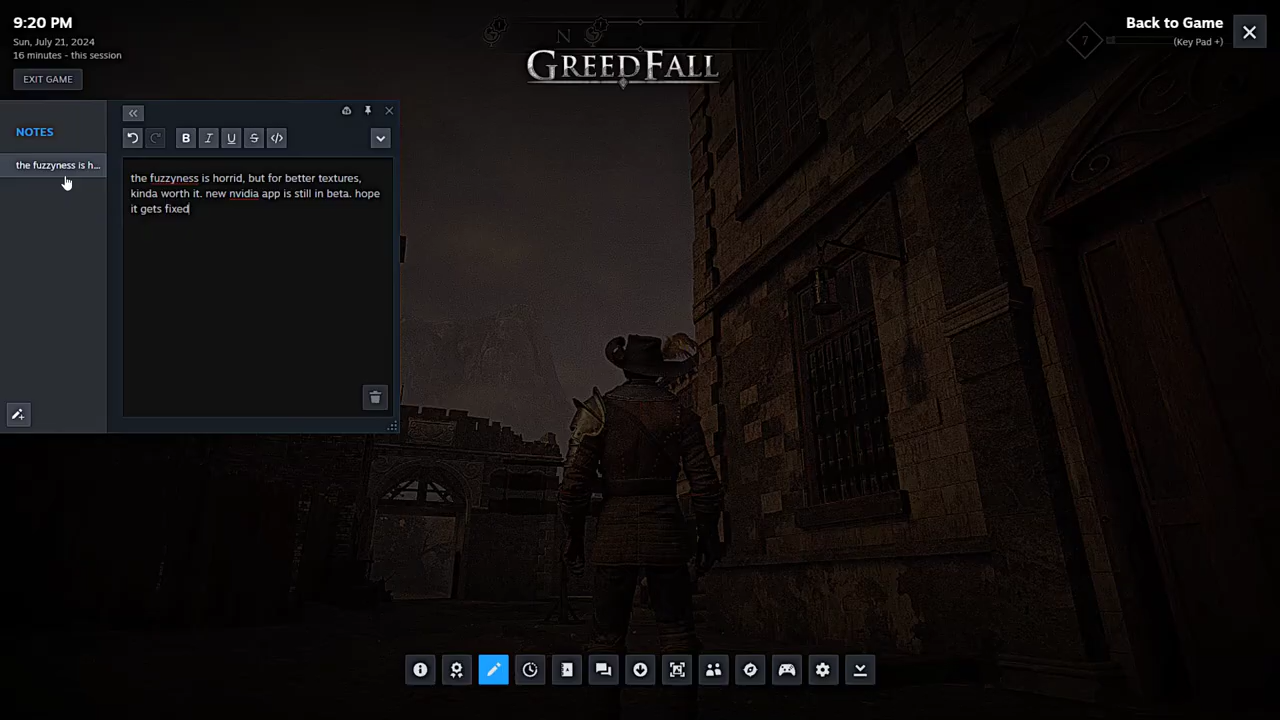 9:20 PM
Sun, July 21, 2024
16 minutes - this session
EXIT GAME
Back to Game
(Key Pad +)
N
7
GREEDFALL
NOTES
the fuzzyness is h...
the fuzzyness is horrid, but for better textures,
kinda worth it. new nvidia app is still in beta. hope
it gets fixed